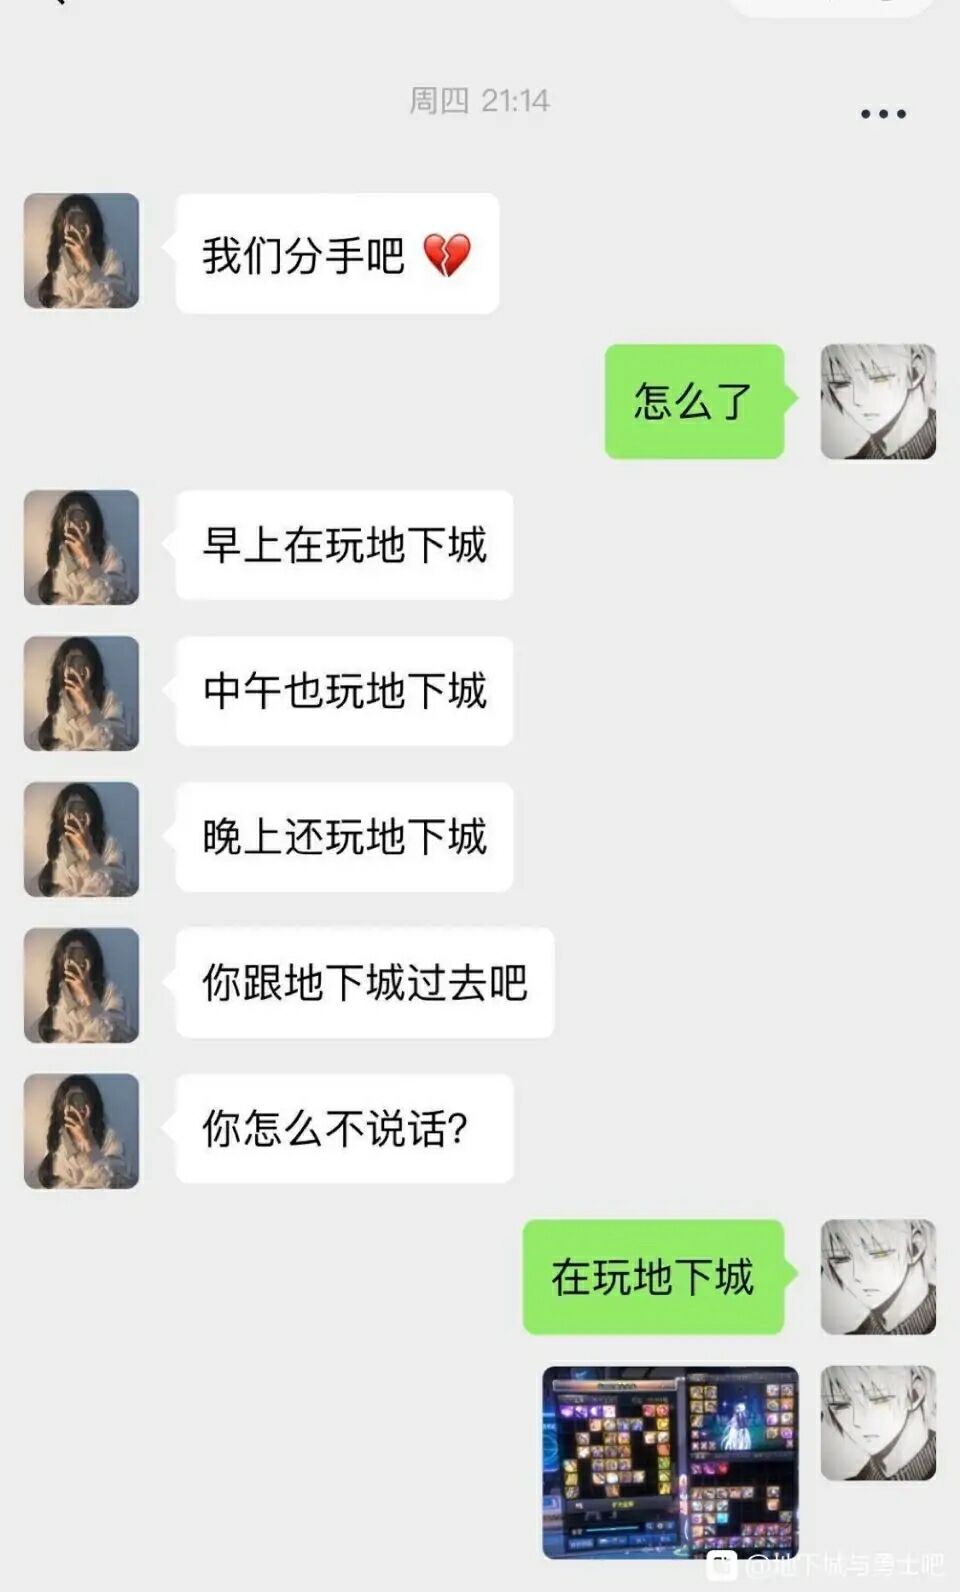 周四 21:14
我们分手吧 💔
怎么了
早上在玩地下城
中午也玩地下城
晚上还玩地下城
你跟地下城过去吧
你怎么不说话?
在玩地下城
@地下城与勇士吧